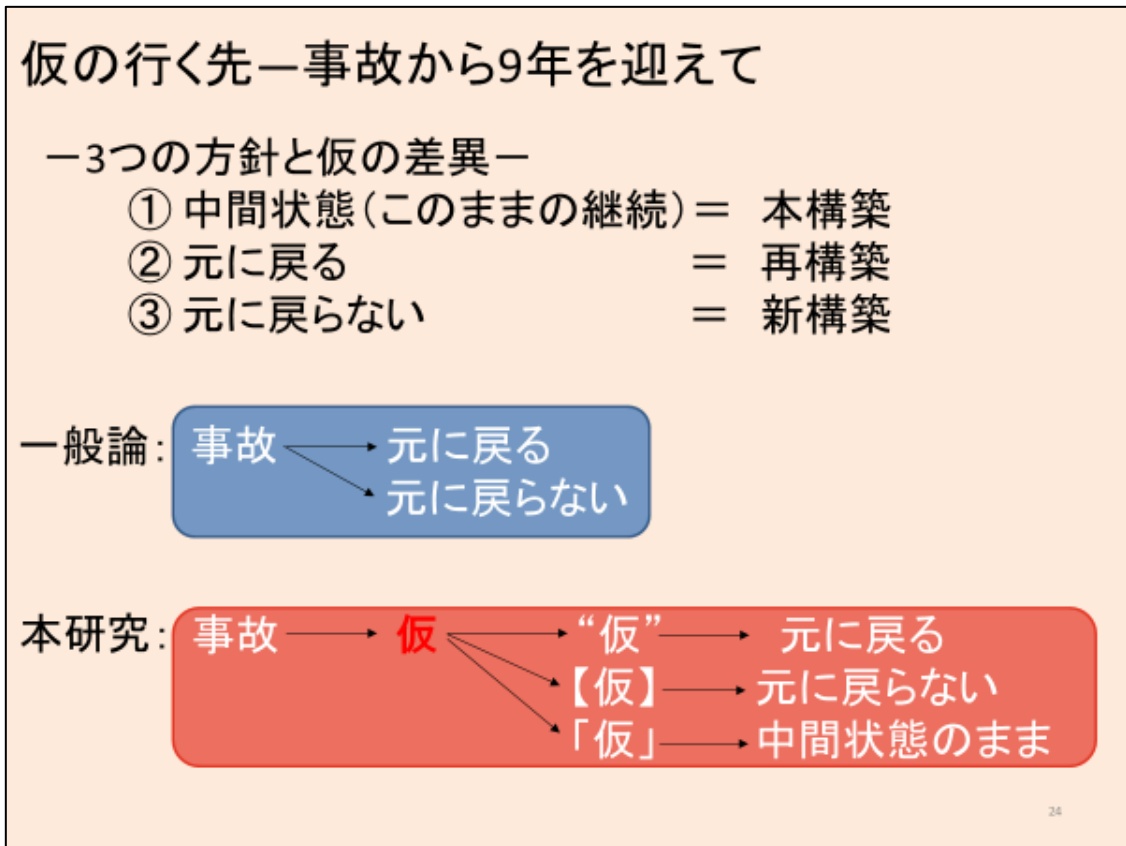 仮の行く先―事故から9年を迎えて
－3つの方針と仮の差異－
① 中間状態（このままの継続）＝ 本構築
② 元に戻る ＝ 再構築
③ 元に戻らない ＝ 新構築
一般論： 事故 元に戻る
元に戻らない
本研究： 事故 仮 “仮” 元に戻る
【仮】 元に戻らない
「仮」 中間状態のまま
24